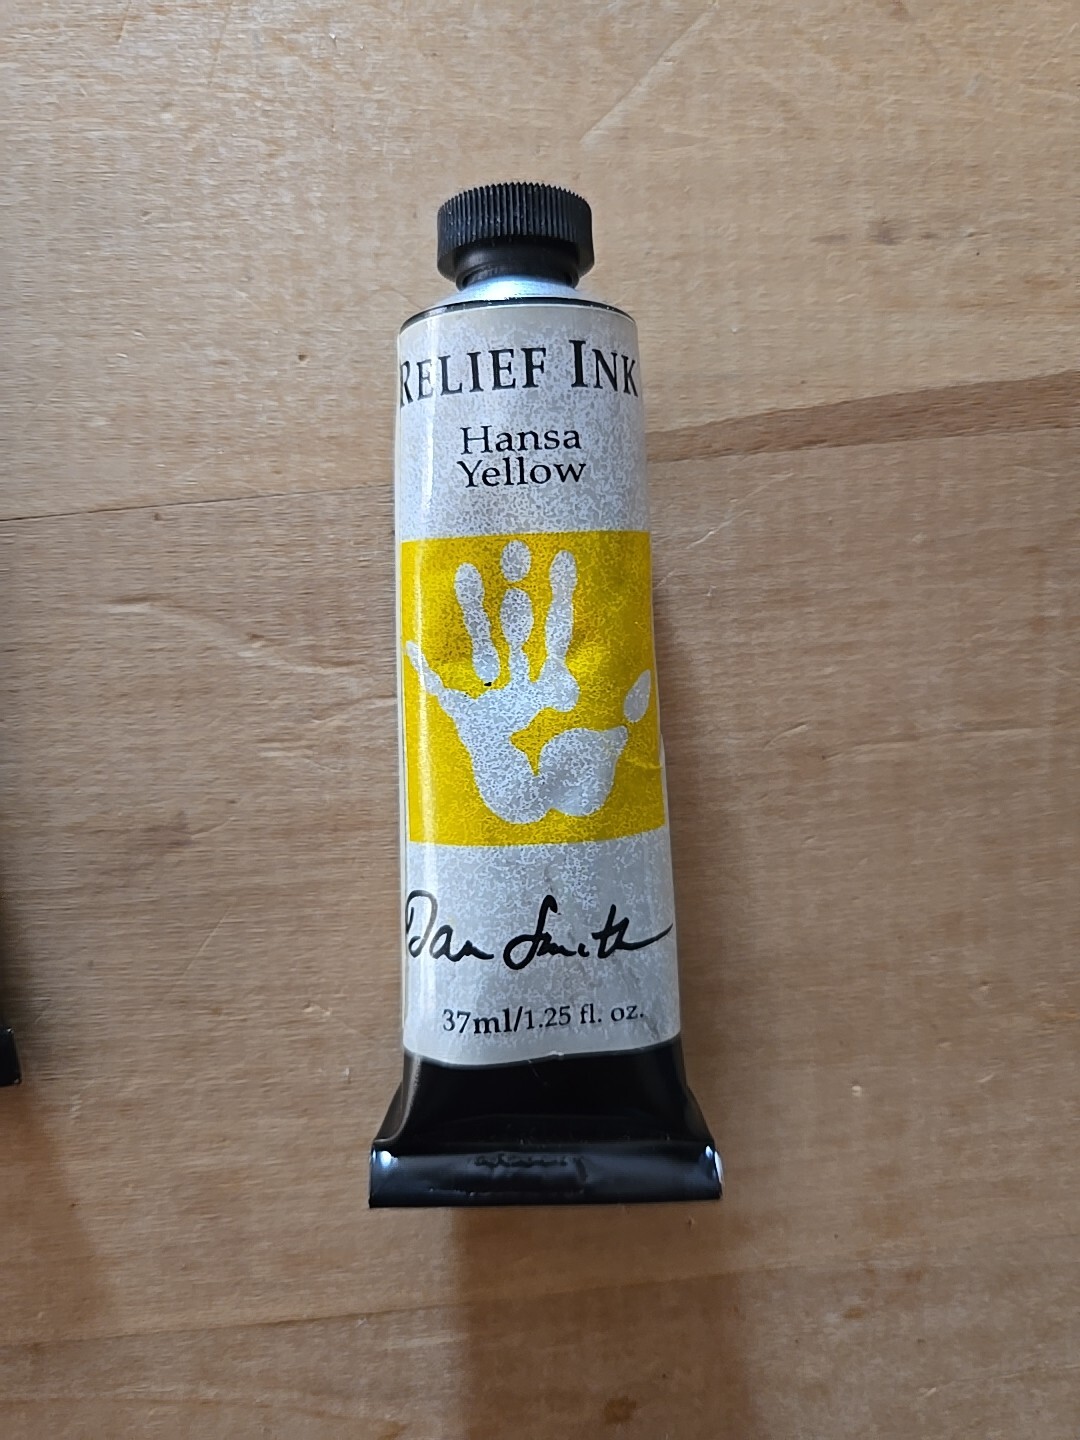 RELIEF INK
Hansa
Yellow
Dan Smith
37ml/1.25 fl. oz.